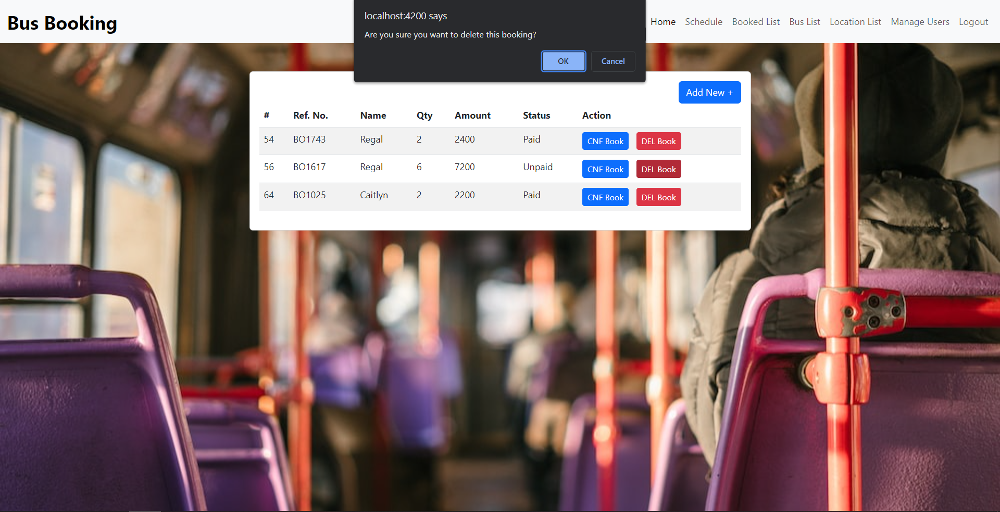 Bus Booking
localhost:4200 says
Are you sure you want to delete this booking?
OK Cancel
Home Schedule Booked List Bus List Location List Manage Users Logout
Add New +
# Ref. No. Name Qty Amount Status Action
54 BO1743 Regal 2 2400 Paid CNF Book DEL Book
56 BO1617 Regal 6 7200 Unpaid CNF Book DEL Book
64 BO1025 Caitlyn 2 2200 Paid CNF Book DEL Book